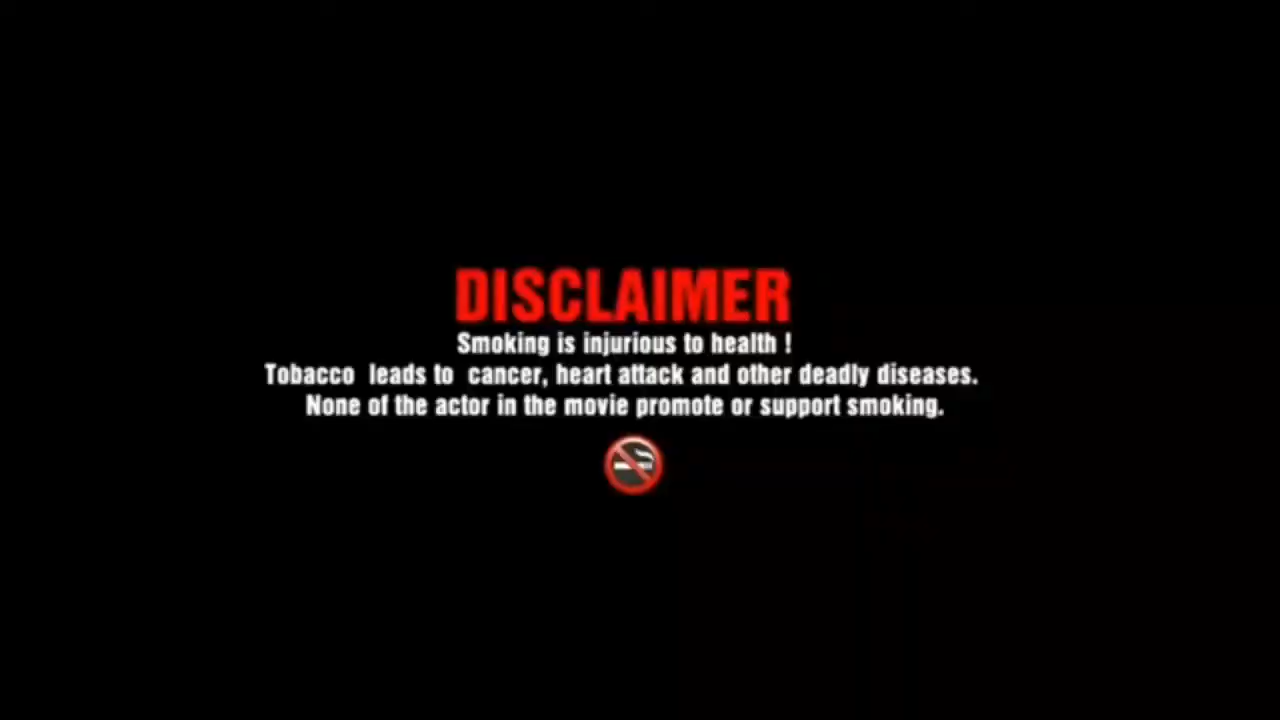 DISCLAIMER
Smoking is injurious to health !
Tobacco leads to cancer, heart attack and other deadly diseases.
None of the actor in the movie promote or support smoking.